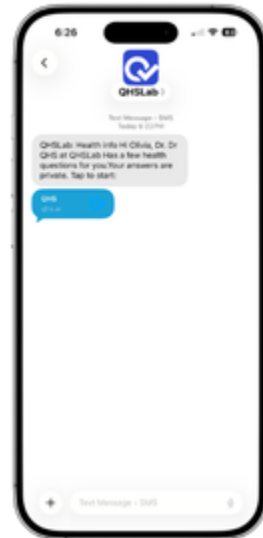 6:26
QHSLab
Text Message - SMS
Today 6:23 PM
QHSLab: Health info Hi Olivia, Dr. Dr
QHS at QHSLab Has a few health
questions for you.Your answers are
private. Tap to start:
QHS
Text Message - SMS